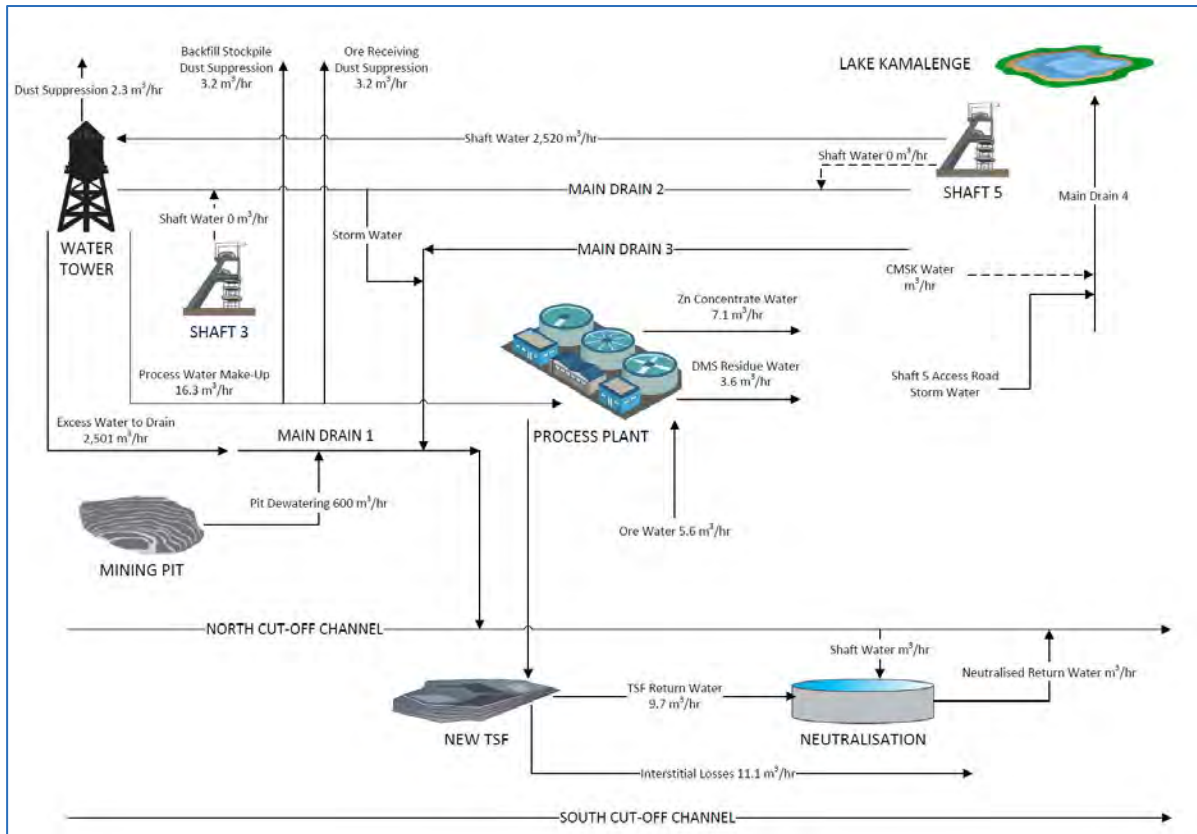 Backfill Stockpile
Dust Suppression
3.2 m³/hr
Ore Receiving
Dust Suppression
3.2 m³/hr
LAKE KAMALENGE
Dust Suppression 2.3 m³/hr
Shaft Water 2,520 m³/hr
Shaft Water 0 m³/hr
MAIN DRAIN 2
SHAFT 5
Main Drain 4
Shaft Water 0 m³/hr
Storm Water
WATER
TOWER
MAIN DRAIN 3
CMSK Water
m³/hr
SHAFT 3
Zn Concentrate Water
7.1 m³/hr
Process Water Make-Up
16.3 m³/hr
DMS Residue Water
3.6 m³/hr
Shaft 5 Access Road
Storm Water
Excess Water to Drain
2,501 m³/hr
MAIN DRAIN 1
PROCESS PLANT
Pit Dewatering 600 m³/hr
Ore Water 5.6 m³/hr
MINING PIT
NORTH CUT-OFF CHANNEL
Shaft Water m³/hr
Neutralised Return Water m³/hr
TSF Return Water
9.7 m³/hr
NEW TSF
NEUTRALISATION
Interstitial Losses 11.1 m³/hr
SOUTH CUT-OFF CHANNEL